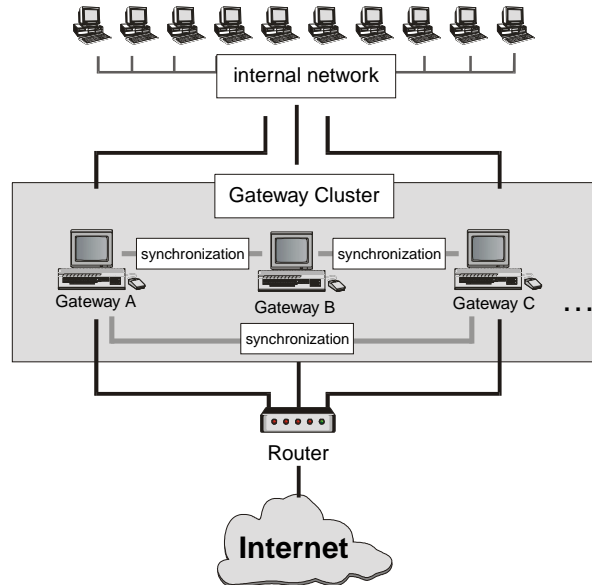 internal network
Gateway Cluster
synchronization
synchronization
Gateway A
Gateway B
Gateway C
...
synchronization
Router
Internet